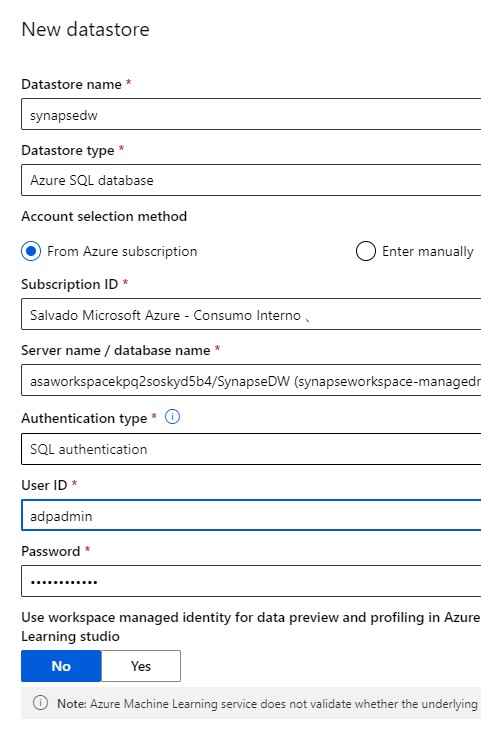 New datastore
Datastore name *
synapsedw
Datastore type *
Azure SQL database
Account selection method
From Azure subscription
Enter manually
Subscription ID *
Salvado Microsoft Azure - Consumo Interno 、
Server name / database name *
asaworkspacekpq2soskyd5b4/SynapseDW (synapseworkspace-managedr
Authentication type *
SQL authentication
User ID *
adpadmin
Password *
••••••••••••
Use workspace managed identity for data preview and profiling in Azure
Learning studio
No
Yes
Note: Azure Machine Learning service does not validate whether the underlying